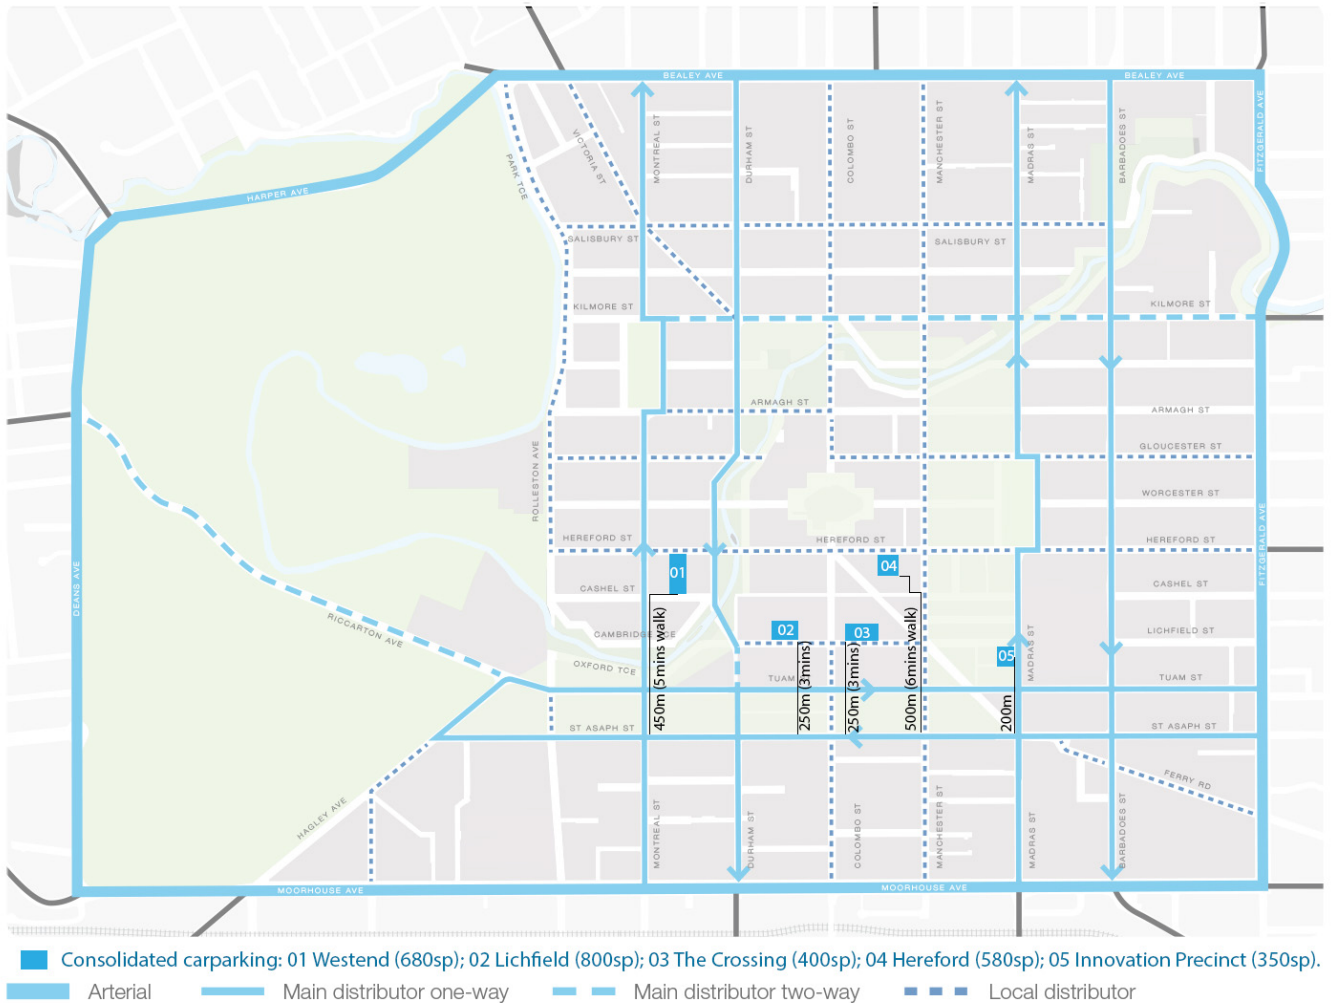 BEALEY AVE
BEALEY AVE
FITZGERALD AVE
PARK TCE
VICTORIA ST
MONTREAL ST
DURHAM ST
COLOMBO ST
MANCHESTER ST
MADRAS ST
BARBADOES ST
HARPER AVE
SALISBURY ST
SALISBURY ST
KILMORE ST
KILMORE ST
ARMAGH ST
ARMAGH ST
GLOUCESTER ST
ROLLESTON AVE
WORCESTER ST
HEREFORD ST
HEREFORD ST
HEREFORD ST
FITZGERALD AVE
DEANS AVE
01
04
CASHEL ST
CASHEL ST
RICCARTON AVE
CAMBRIDGE TCE
02
03
LICHFIELD ST
MADRAS ST
05
OXFORD TCE
TUAM
TUAM ST
450m (5mins walk)
250m (3mins)
250m (3mins)
500m (6mins walk)
200m
ST ASAPH ST
ST ASAPH ST
FERRY RD
HAGLEY AVE
MONTREAL ST
DURHAM ST
COLOMBO ST
MANCHESTER ST
MADRAS ST
BARBADOES ST
MOORHOUSE AVE
MOORHOUSE AVE
Consolidated carparking: 01 Westend (680sp); 02 Lichfield (800sp); 03 The Crossing (400sp); 04 Hereford (580sp); 05 Innovation Precinct (350sp).
Arterial
Main distributor one-way
Main distributor two-way
Local distributor